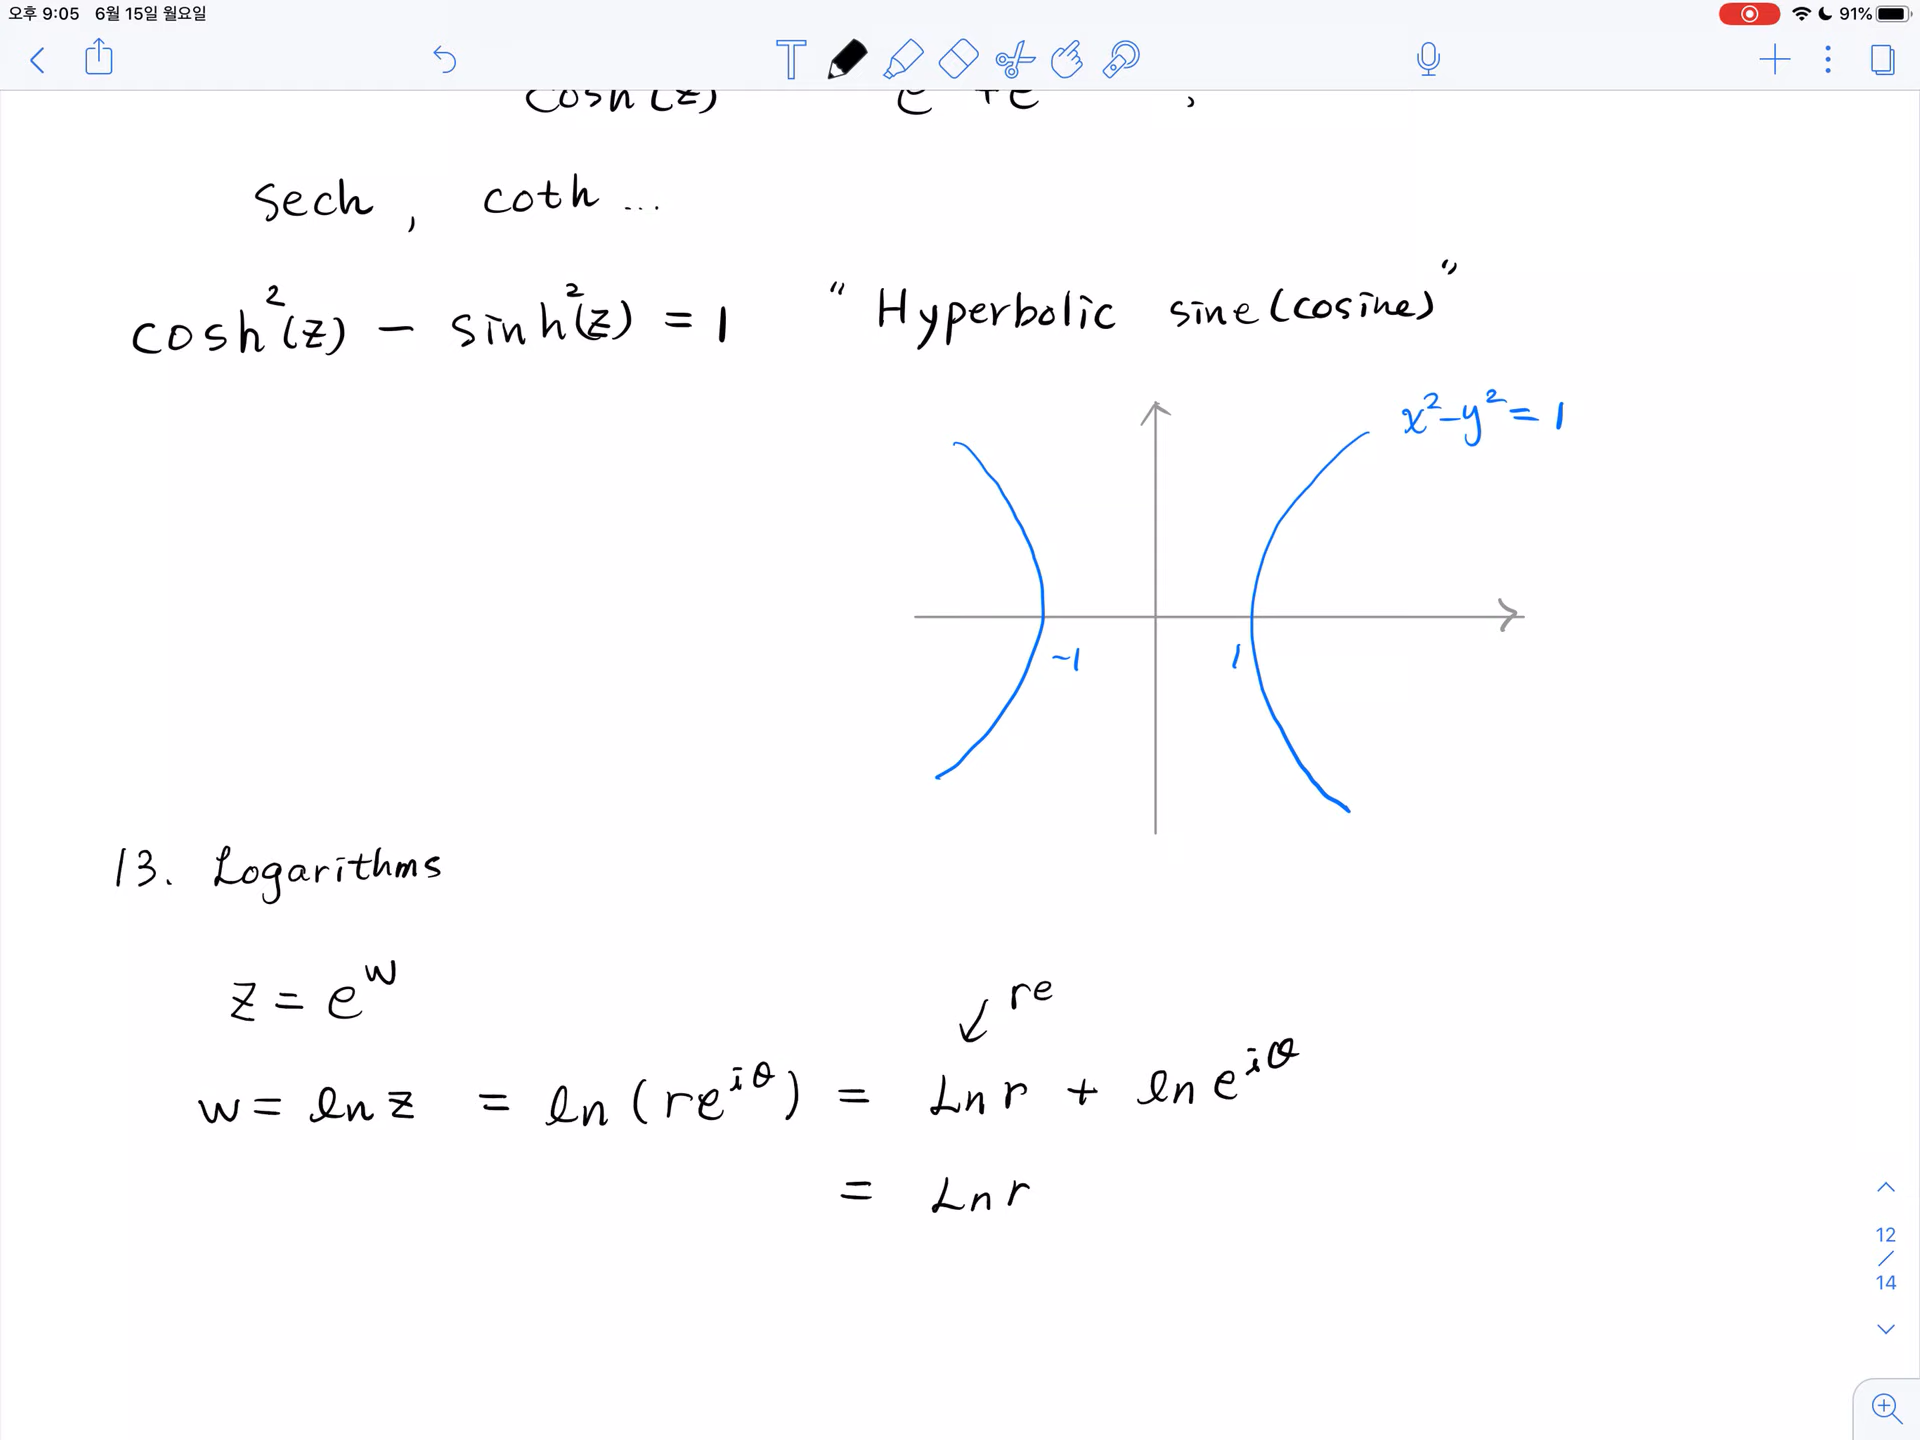 오후 9:05 6월 15일 월요일 91%
T
cosh(z) e + e ,
sech , coth ...
cosh²(z) - sinh²(z) = 1 " Hyperbolic sine(cosine) "
x²-y²= 1
-1 1
13. Logarithms
z = e^w
re
w = ln z = ln (re^iθ) = Ln r + ln e^iθ
= Ln r
12
/
14